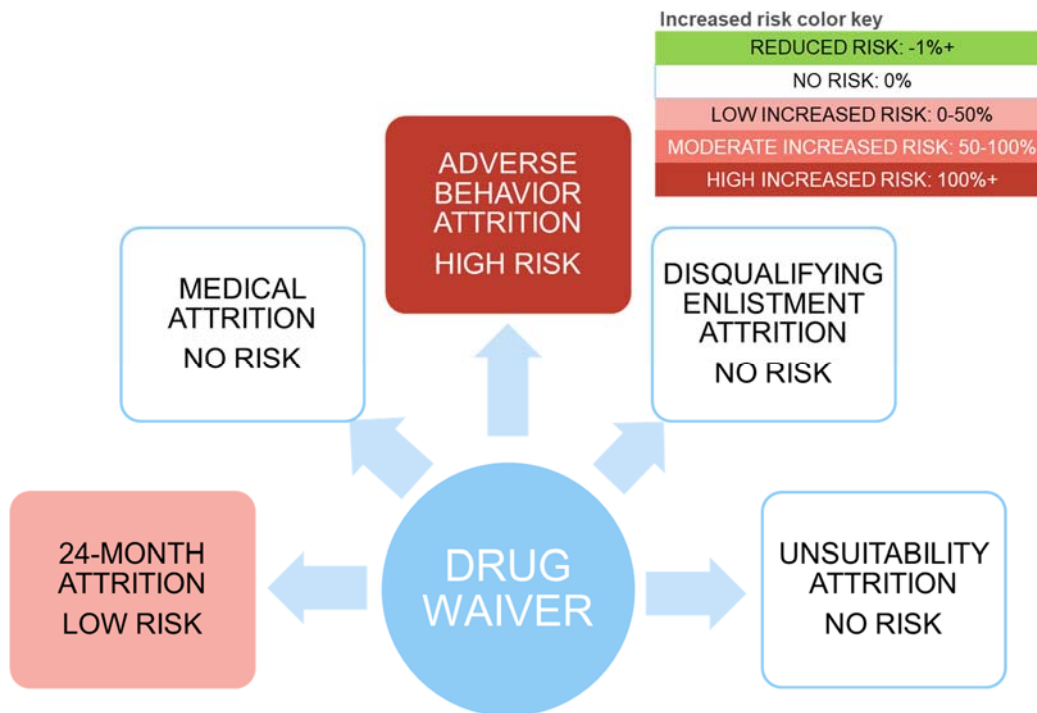 Increased risk color key
REDUCED RISK: -1%+
NO RISK: 0%
LOW INCREASED RISK: 0-50%
MODERATE INCREASED RISK: 50-100%
HIGH INCREASED RISK: 100%+
ADVERSE
BEHAVIOR
ATTRITION
HIGH RISK
MEDICAL
ATTRITION
NO RISK
DISQUALIFYING
ENLISTMENT
ATTRITION
NO RISK
24-MONTH
ATTRITION
LOW RISK
DRUG
WAIVER
UNSUITABILITY
ATTRITION
NO RISK